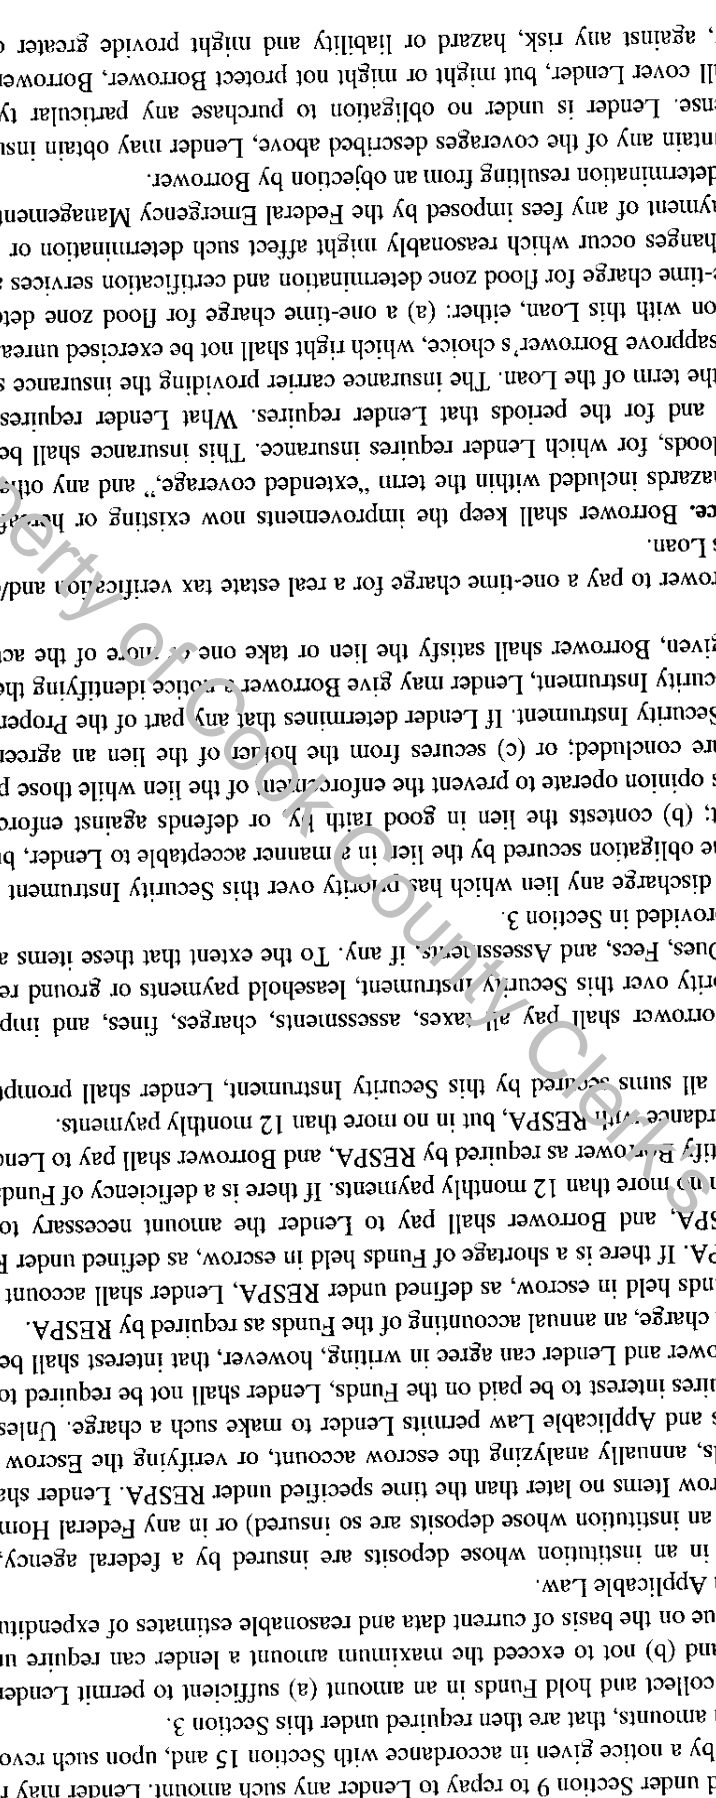 d under Section 9 to repay to Lender any such amount. Lender may
by a notice given in accordance with Section 15 and, upon such revo
amounts, that are then required under this Section 3.
collect and hold Funds in an amount (a) sufficient to permit Lender
and (b) not to exceed the maximum amount a lender can require un
ue on the basis of current data and reasonable estimates of expenditu
Applicable Law.
in an institution whose deposits are insured by a federal agency,
an institution whose deposits are so insured) or in any Federal Hom
row Items no later than the time specified under RESPA. Lender sha
ds, annually analyzing the escrow account, or verifying the Escrow
s and Applicable Law permits Lender to make such a charge. Unles
uires interest to be paid on the Funds, Lender shall not be required to
ower and Lender can agree in writing, however, that interest shall be
charge, an annual accounting of the Funds as required by RESPA.
nds held in escrow, as defined under RESPA, Lender shall account
PA. If there is a shortage of Funds held in escrow, as defined under R
SPA, and Borrower shall pay to Lender the amount necessary to
n no more than 12 monthly payments. If there is a deficiency of Funds
tify Borrower as required by RESPA, and Borrower shall pay to Lend
rdance with RESPA, but in no more than 12 monthly payments.
all sums secured by this Security Instrument, Lender shall prompt
orrower shall pay all taxes, assessments, charges, fines, and imp
rity over this Security Instrument, leasehold payments or ground re
Dues, Fees, and Assessments, if any. To the extent that these items a
provided in Section 3.
discharge any lien which has priority over this Security Instrument
he obligation secured by the lien in a manner acceptable to Lender, bu
t; (b) contests the lien in good faith by, or defends against enforc
s opinion operate to prevent the enforcement of the lien while those p
are concluded; or (c) secures from the holder of the lien an agreem
Security Instrument. If Lender determines that any part of the Propert
curity Instrument, Lender may give Borrower a notice identifying the
given, Borrower shall satisfy the lien or take one or more of the act
rower to pay a one-time charge for a real estate tax verification and/
s Loan.
ce. Borrower shall keep the improvements now existing or hereaf
hazards included within the term "extended coverage," and any othe
loods, for which Lender requires insurance. This insurance shall be
and for the periods that Lender requires. What Lender requires
the term of the Loan. The insurance carrier providing the insurance s
sapprove Borrower's choice, which right shall not be exercised unrea
on with this Loan, either: (a) a one-time charge for flood zone dete
e-time charge for flood zone determination and certification services a
hanges occur which reasonably might affect such determination or
yment of any fees imposed by the Federal Emergency Management
determination resulting from an objection by Borrower.
ntain any of the coverages described above, Lender may obtain insu
nse. Lender is under no obligation to purchase any particular ty
ll cover Lender, but might or might not protect Borrower, Borrower
, against any risk, hazard or liability and might provide greater c
perty of Cook County Clerk's